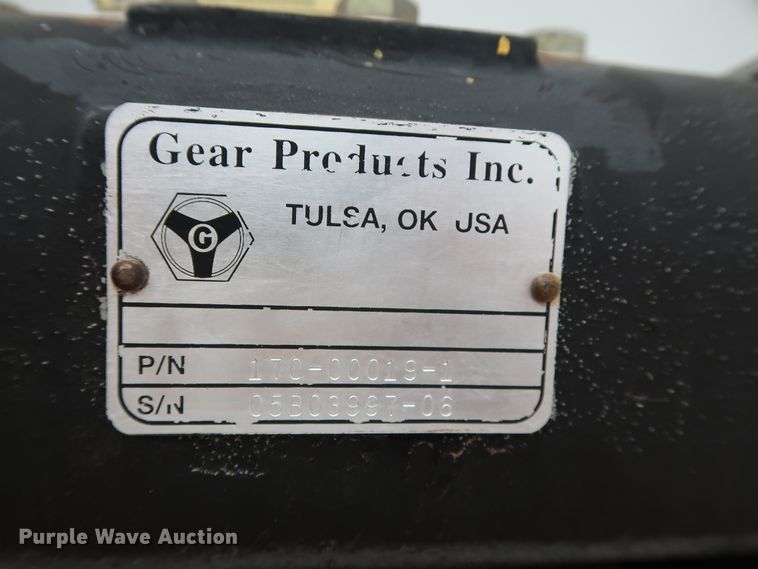 Gear Products Inc.
G
TULSA, OK USA
P/N 170-00019-1
S/N 05B03997-06
Purple Wave Auction